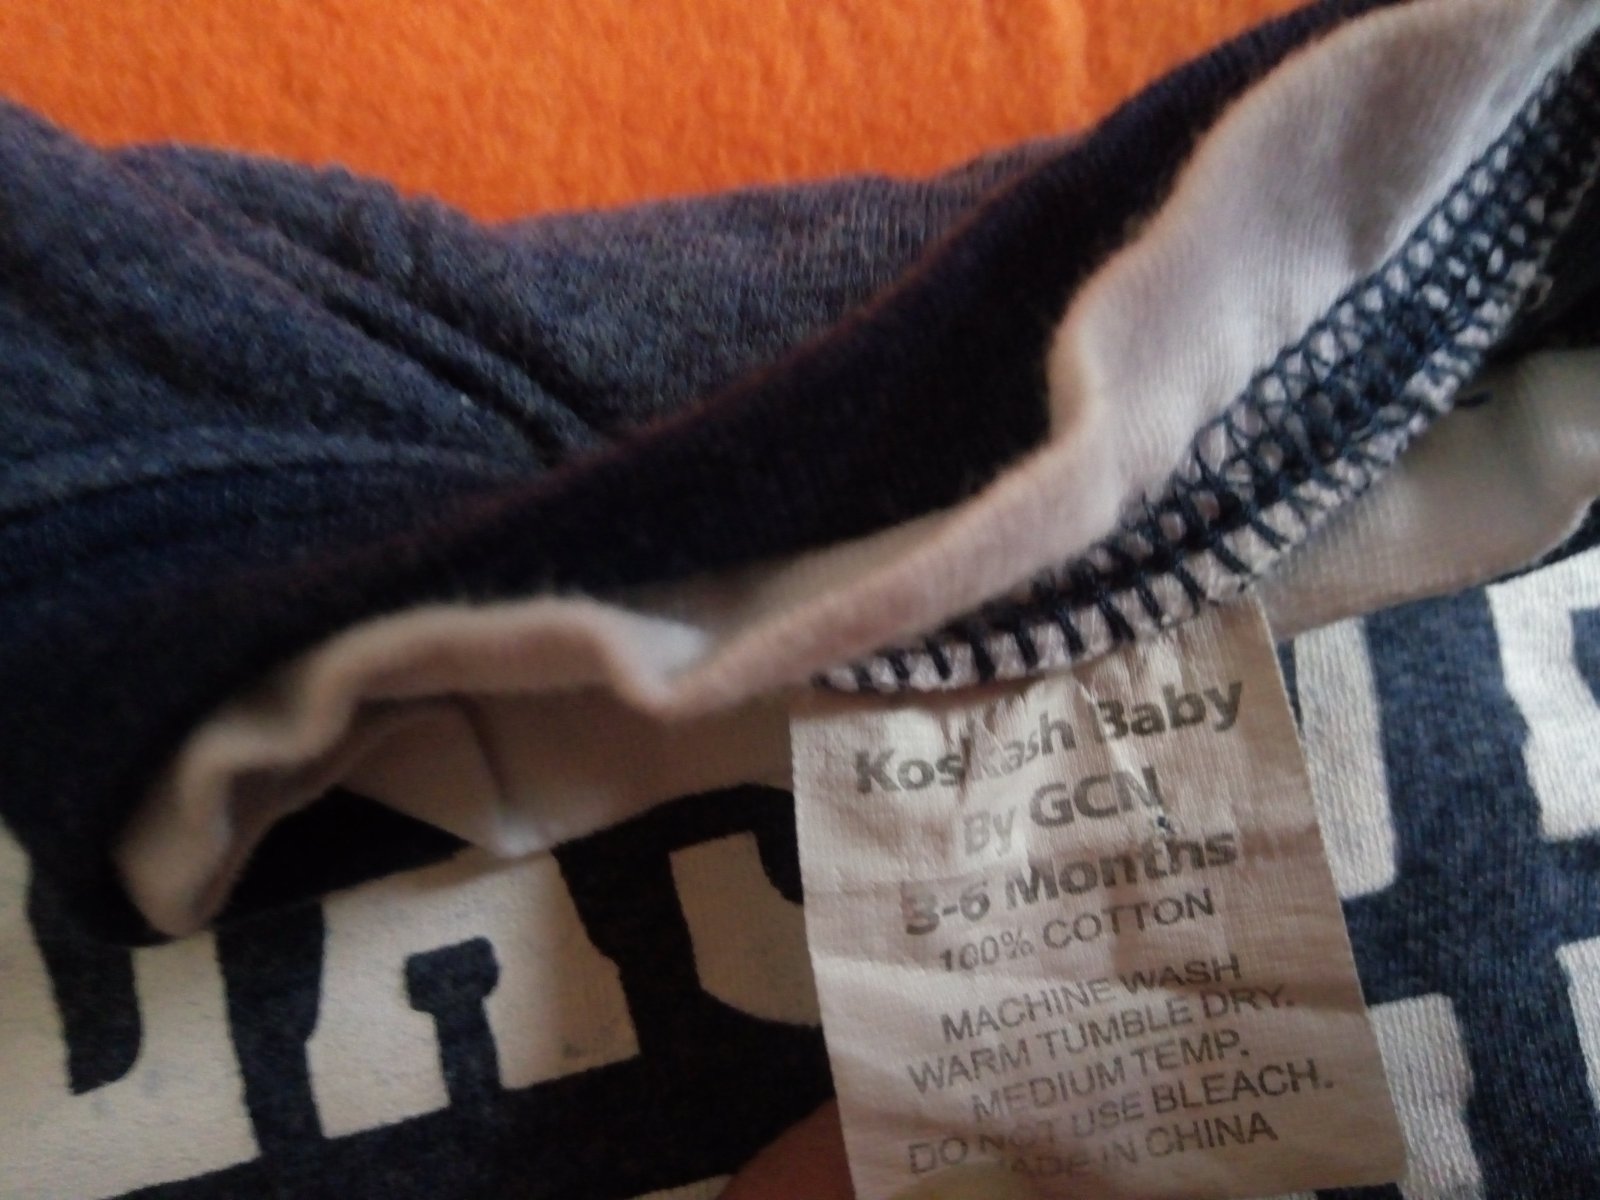 Koskash Baby
By GCN
3-6 Months
100% COTTON
MACHINE WASH
WARM TUMBLE DRY.
MEDIUM TEMP.
DO NOT USE BLEACH.
MADE IN CHINA